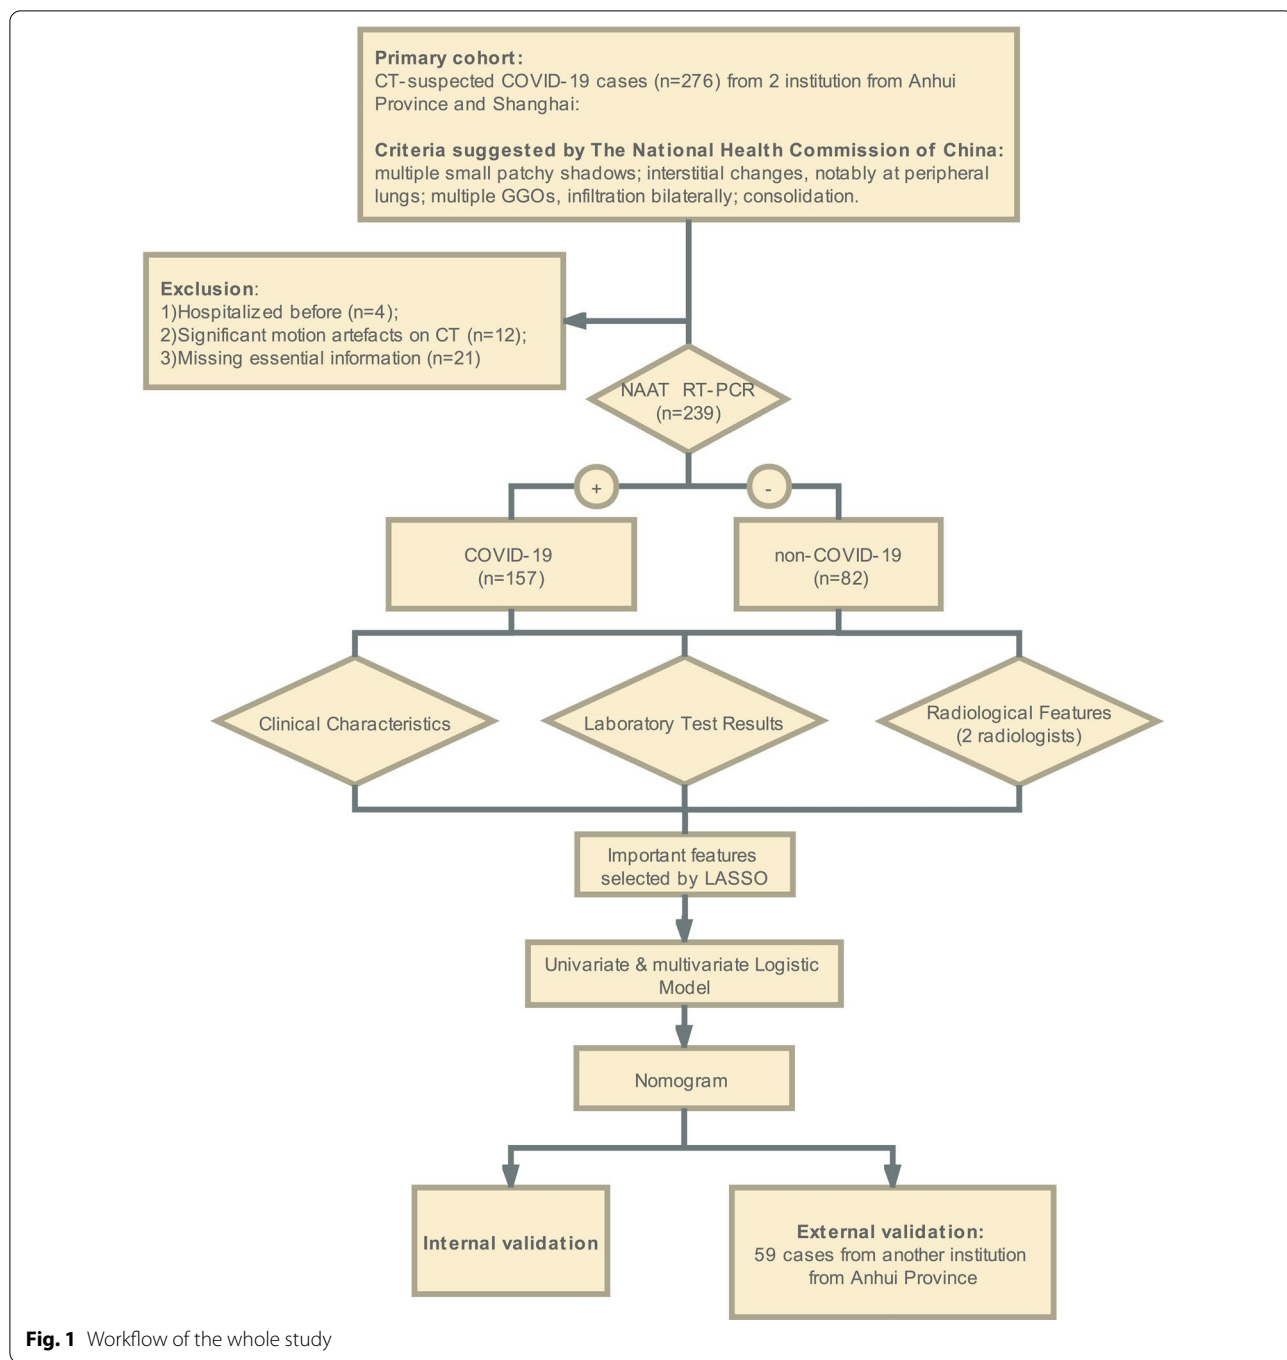 Primary cohort:
CT-suspected COVID-19 cases (n=276) from 2 institution from Anhui
Province and Shanghai:
Criteria suggested by The National Health Commission of China:
multiple small patchy shadows; interstitial changes, notably at peripheral
lungs; multiple GGOs, infiltration bilaterally; consolidation.
Exclusion:
1)Hospitalized before (n=4);
2)Significant motion artefacts on CT (n=12);
3)Missing essential information (n=21)
NAAT RT-PCR
(n=239)
+
-
COVID-19
(n=157)
non-COVID-19
(n=82)
Clinical Characteristics
Laboratory Test Results
Radiological Features
(2 radiologists)
Important features
selected by LASSO
Univariate & multivariate Logistic
Model
Nomogram
Internal validation
External validation:
59 cases from another institution
from Anhui Province
Fig. 1 Workflow of the whole study